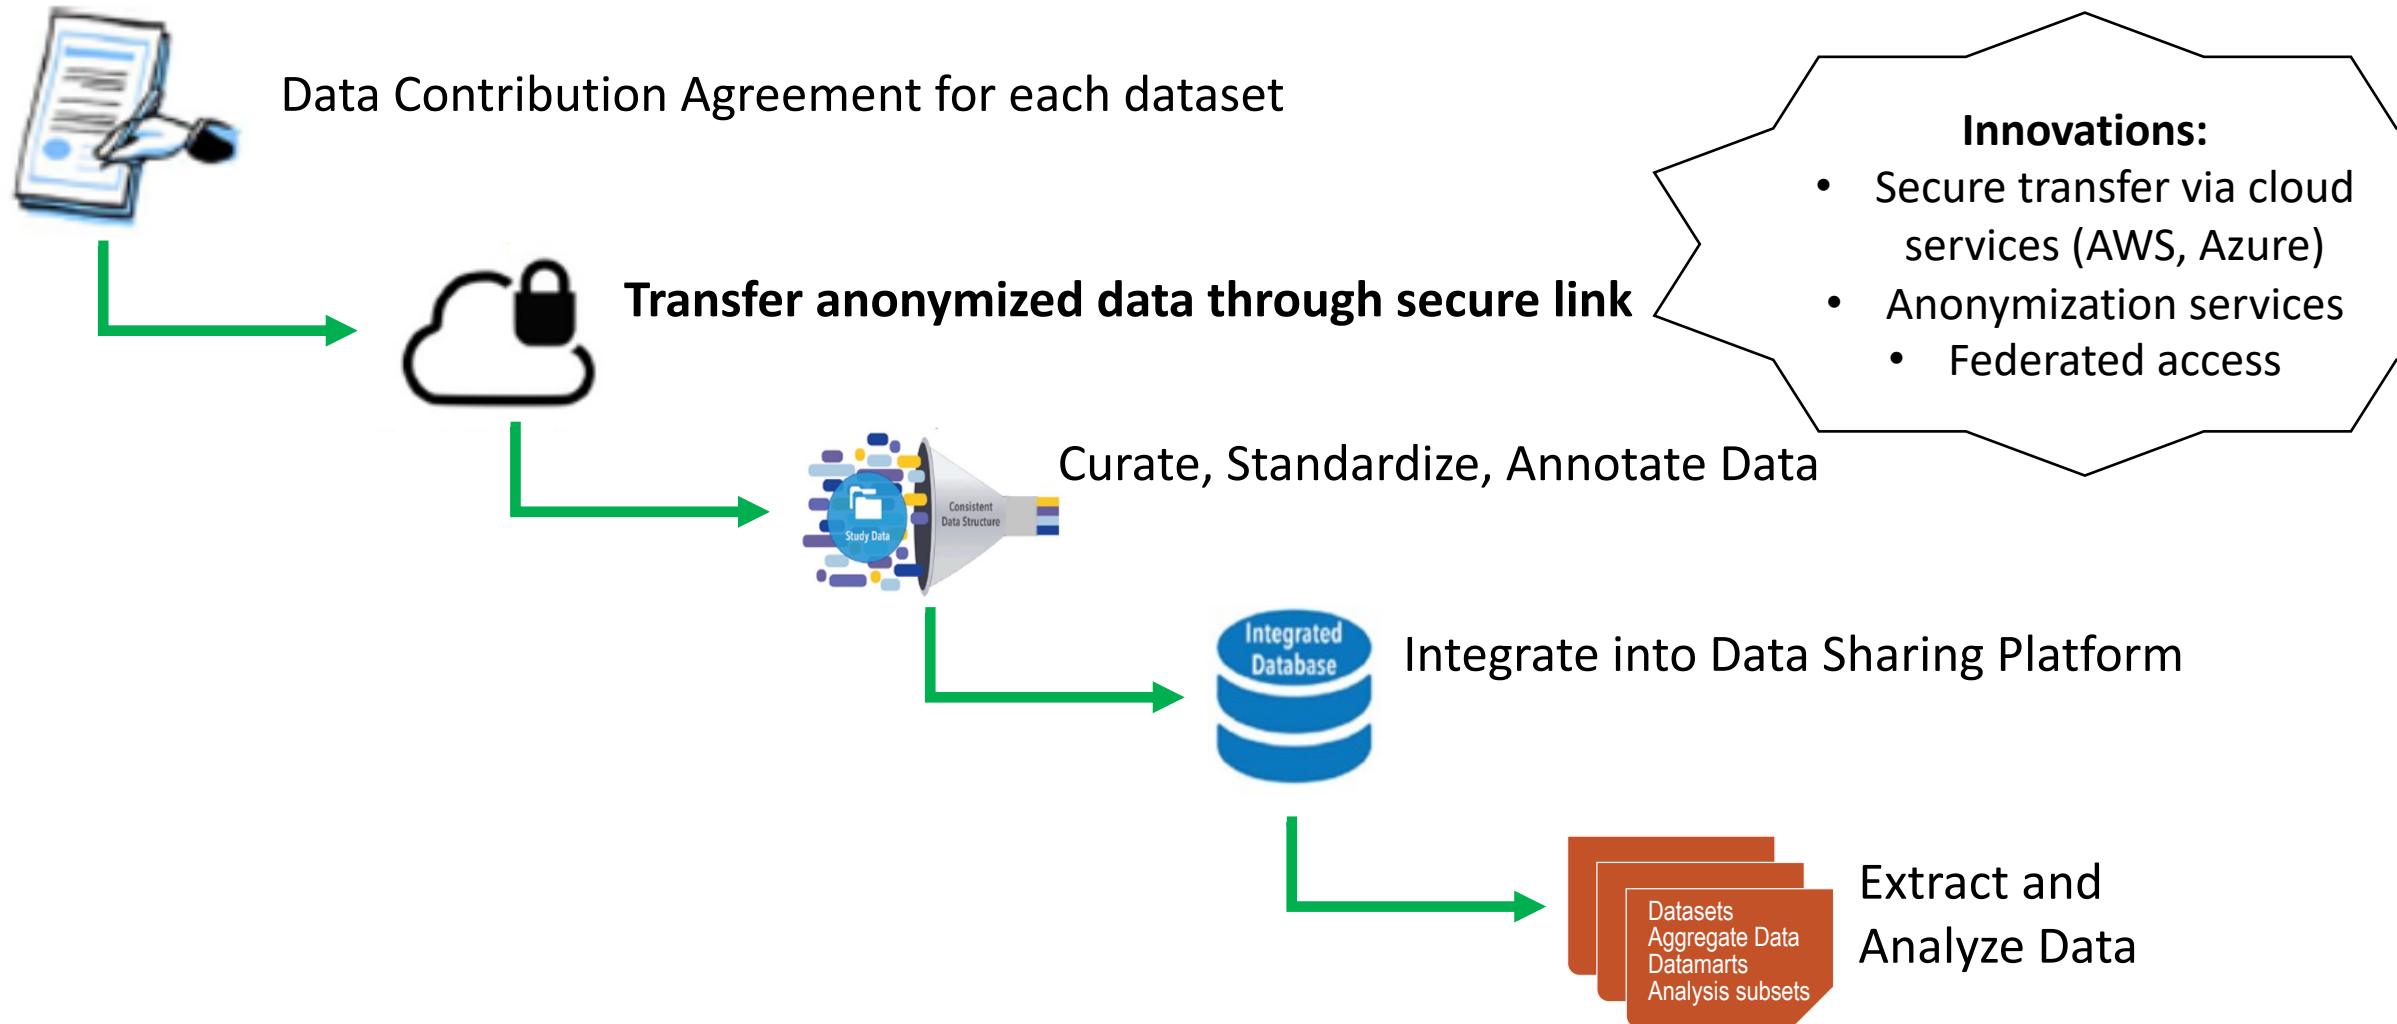 Data Contribution Agreement for each dataset
Innovations:
• Secure transfer via cloud
services (AWS, Azure)
• Anonymization services
• Federated access
Transfer anonymized data through secure link
Curate, Standardize, Annotate Data
Study Data
Consistent
Data Structure
Integrated
Database
Integrate into Data Sharing Platform
Datasets
Aggregate Data
Datamarts
Analysis subsets
Extract and
Analyze Data